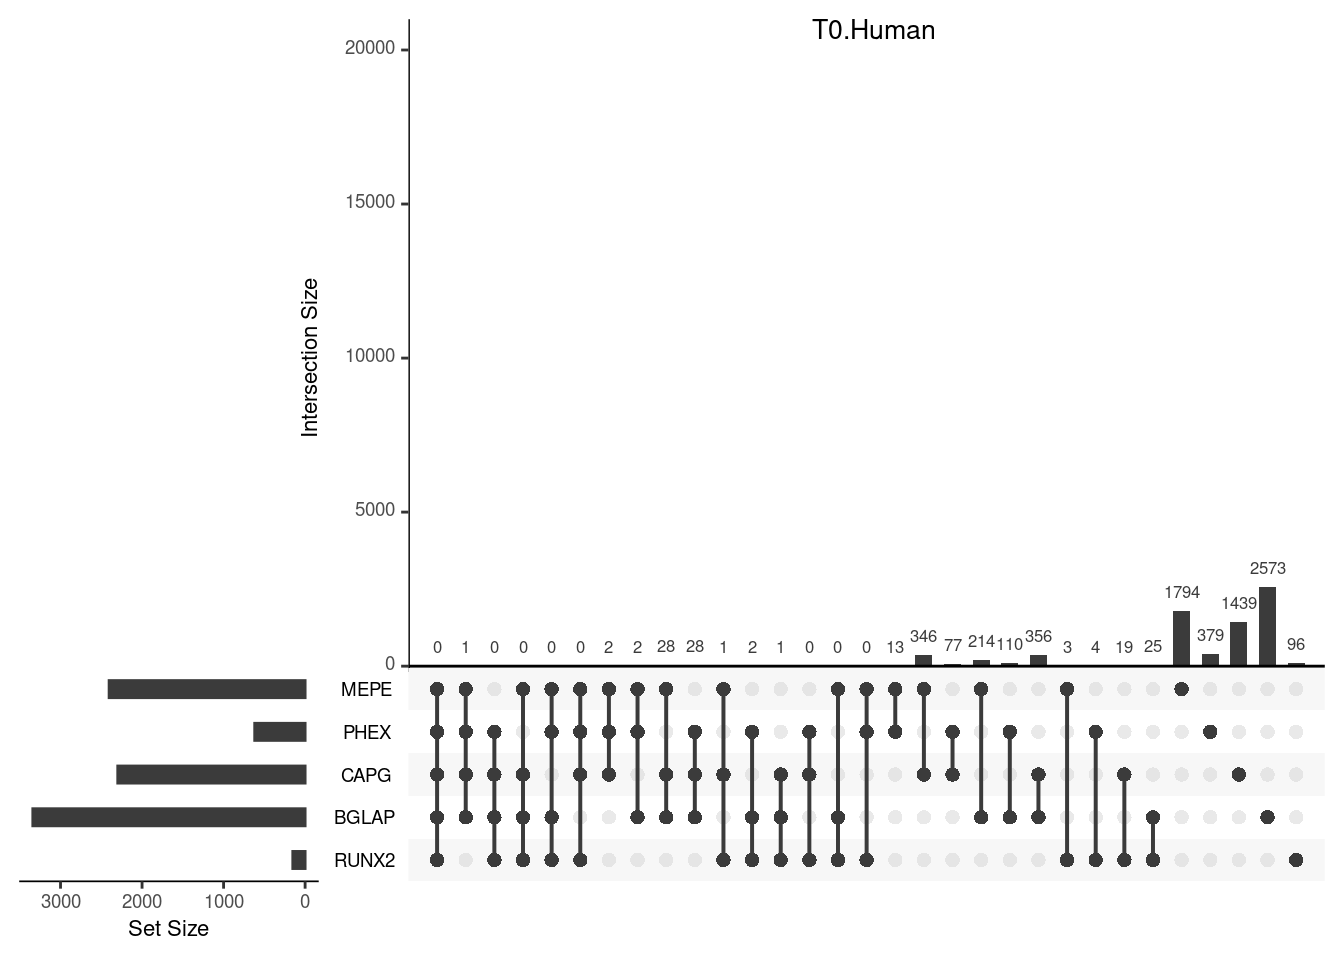 T0.Human
20000
15000
10000
5000
0
Intersection Size
0 1 0 0 0 0 2 2 28 28 1 2 1 0 0 0 13 346 77 214 110 356 3 4 19 25 1794 379 1439 2573 96
MEPE
PHEX
CAPG
BGLAP
RUNX2
3000 2000 1000 0
Set Size